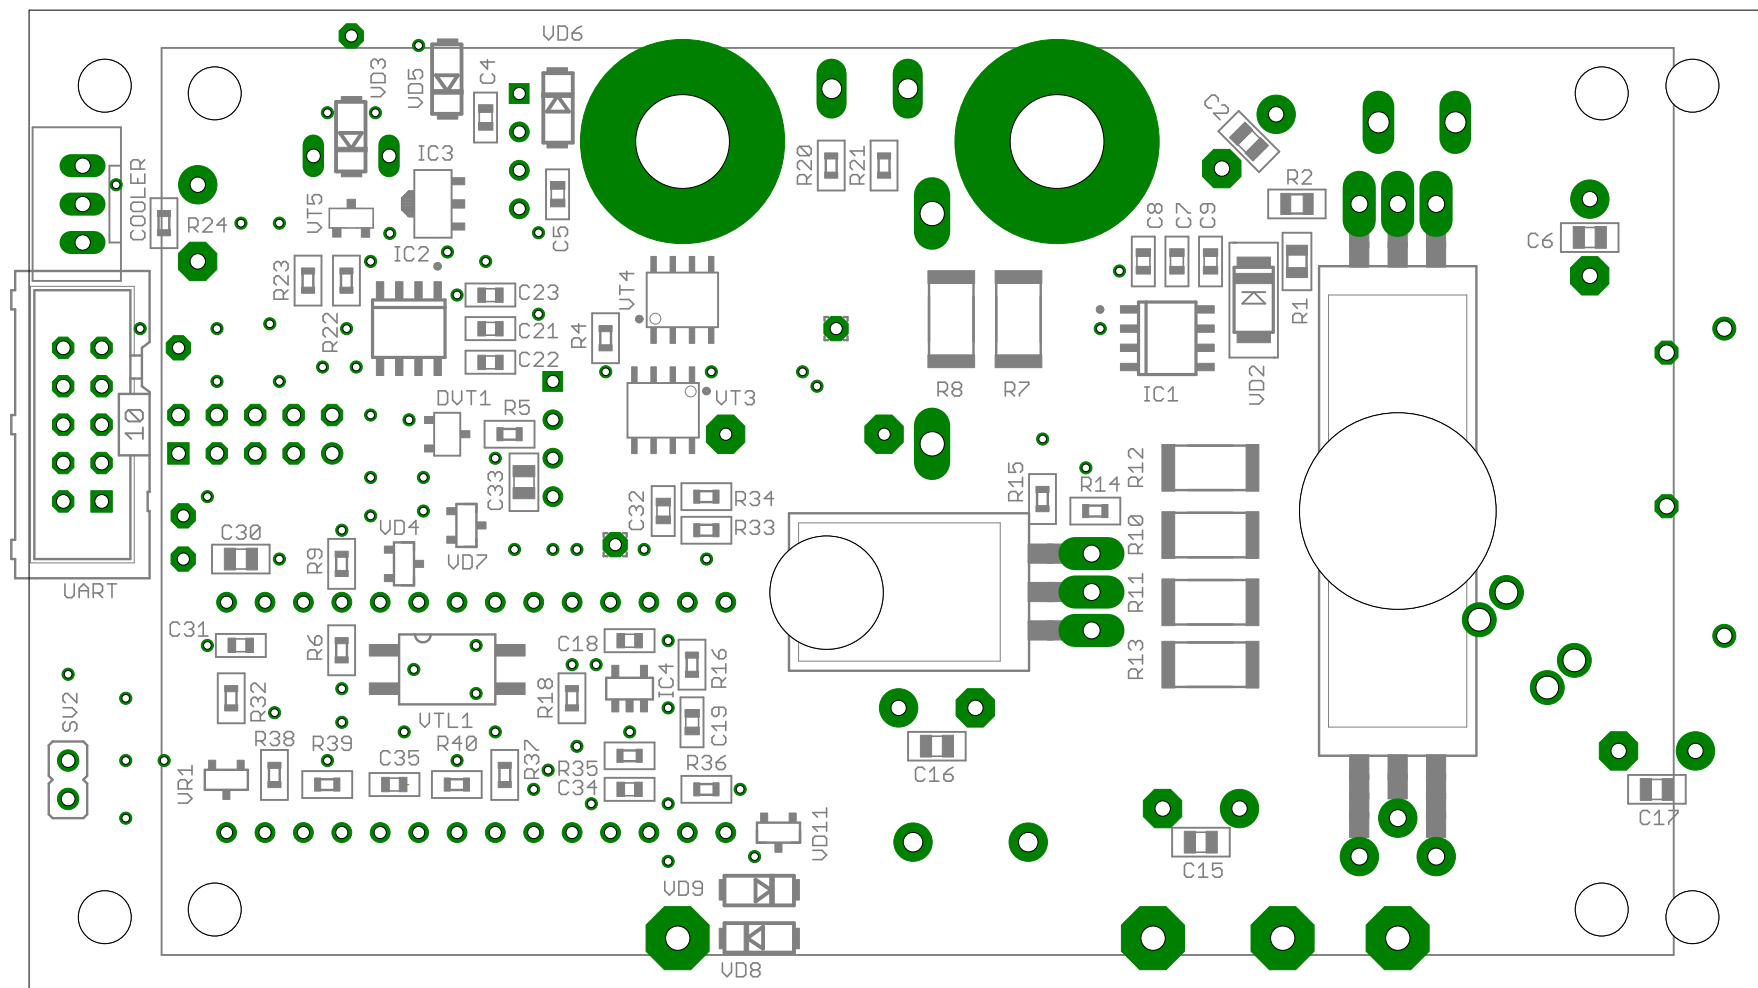 VD6
VD3
VD5
C4
C2
COOLER
IC3
R20
R21
R2
VT5
R24
C5
C8
C7
C9
C6
IC2
R23
VT4
C23
R1
R22
C21
R4
C22
R8
R7
IC1
VD2
DVT1
VT3
R5
10
R12
C33
R15
R14
C32
R34
R33
R10
C30
VD4
R9
VD7
UART
R11
C31
R6
C18
R16
IC4
R13
R32
R18
SV2
VTL1
C19
R38
R39
C35
R40
R37
R35
R36
C16
VR1
C34
C17
VD11
C15
VD9
VD8